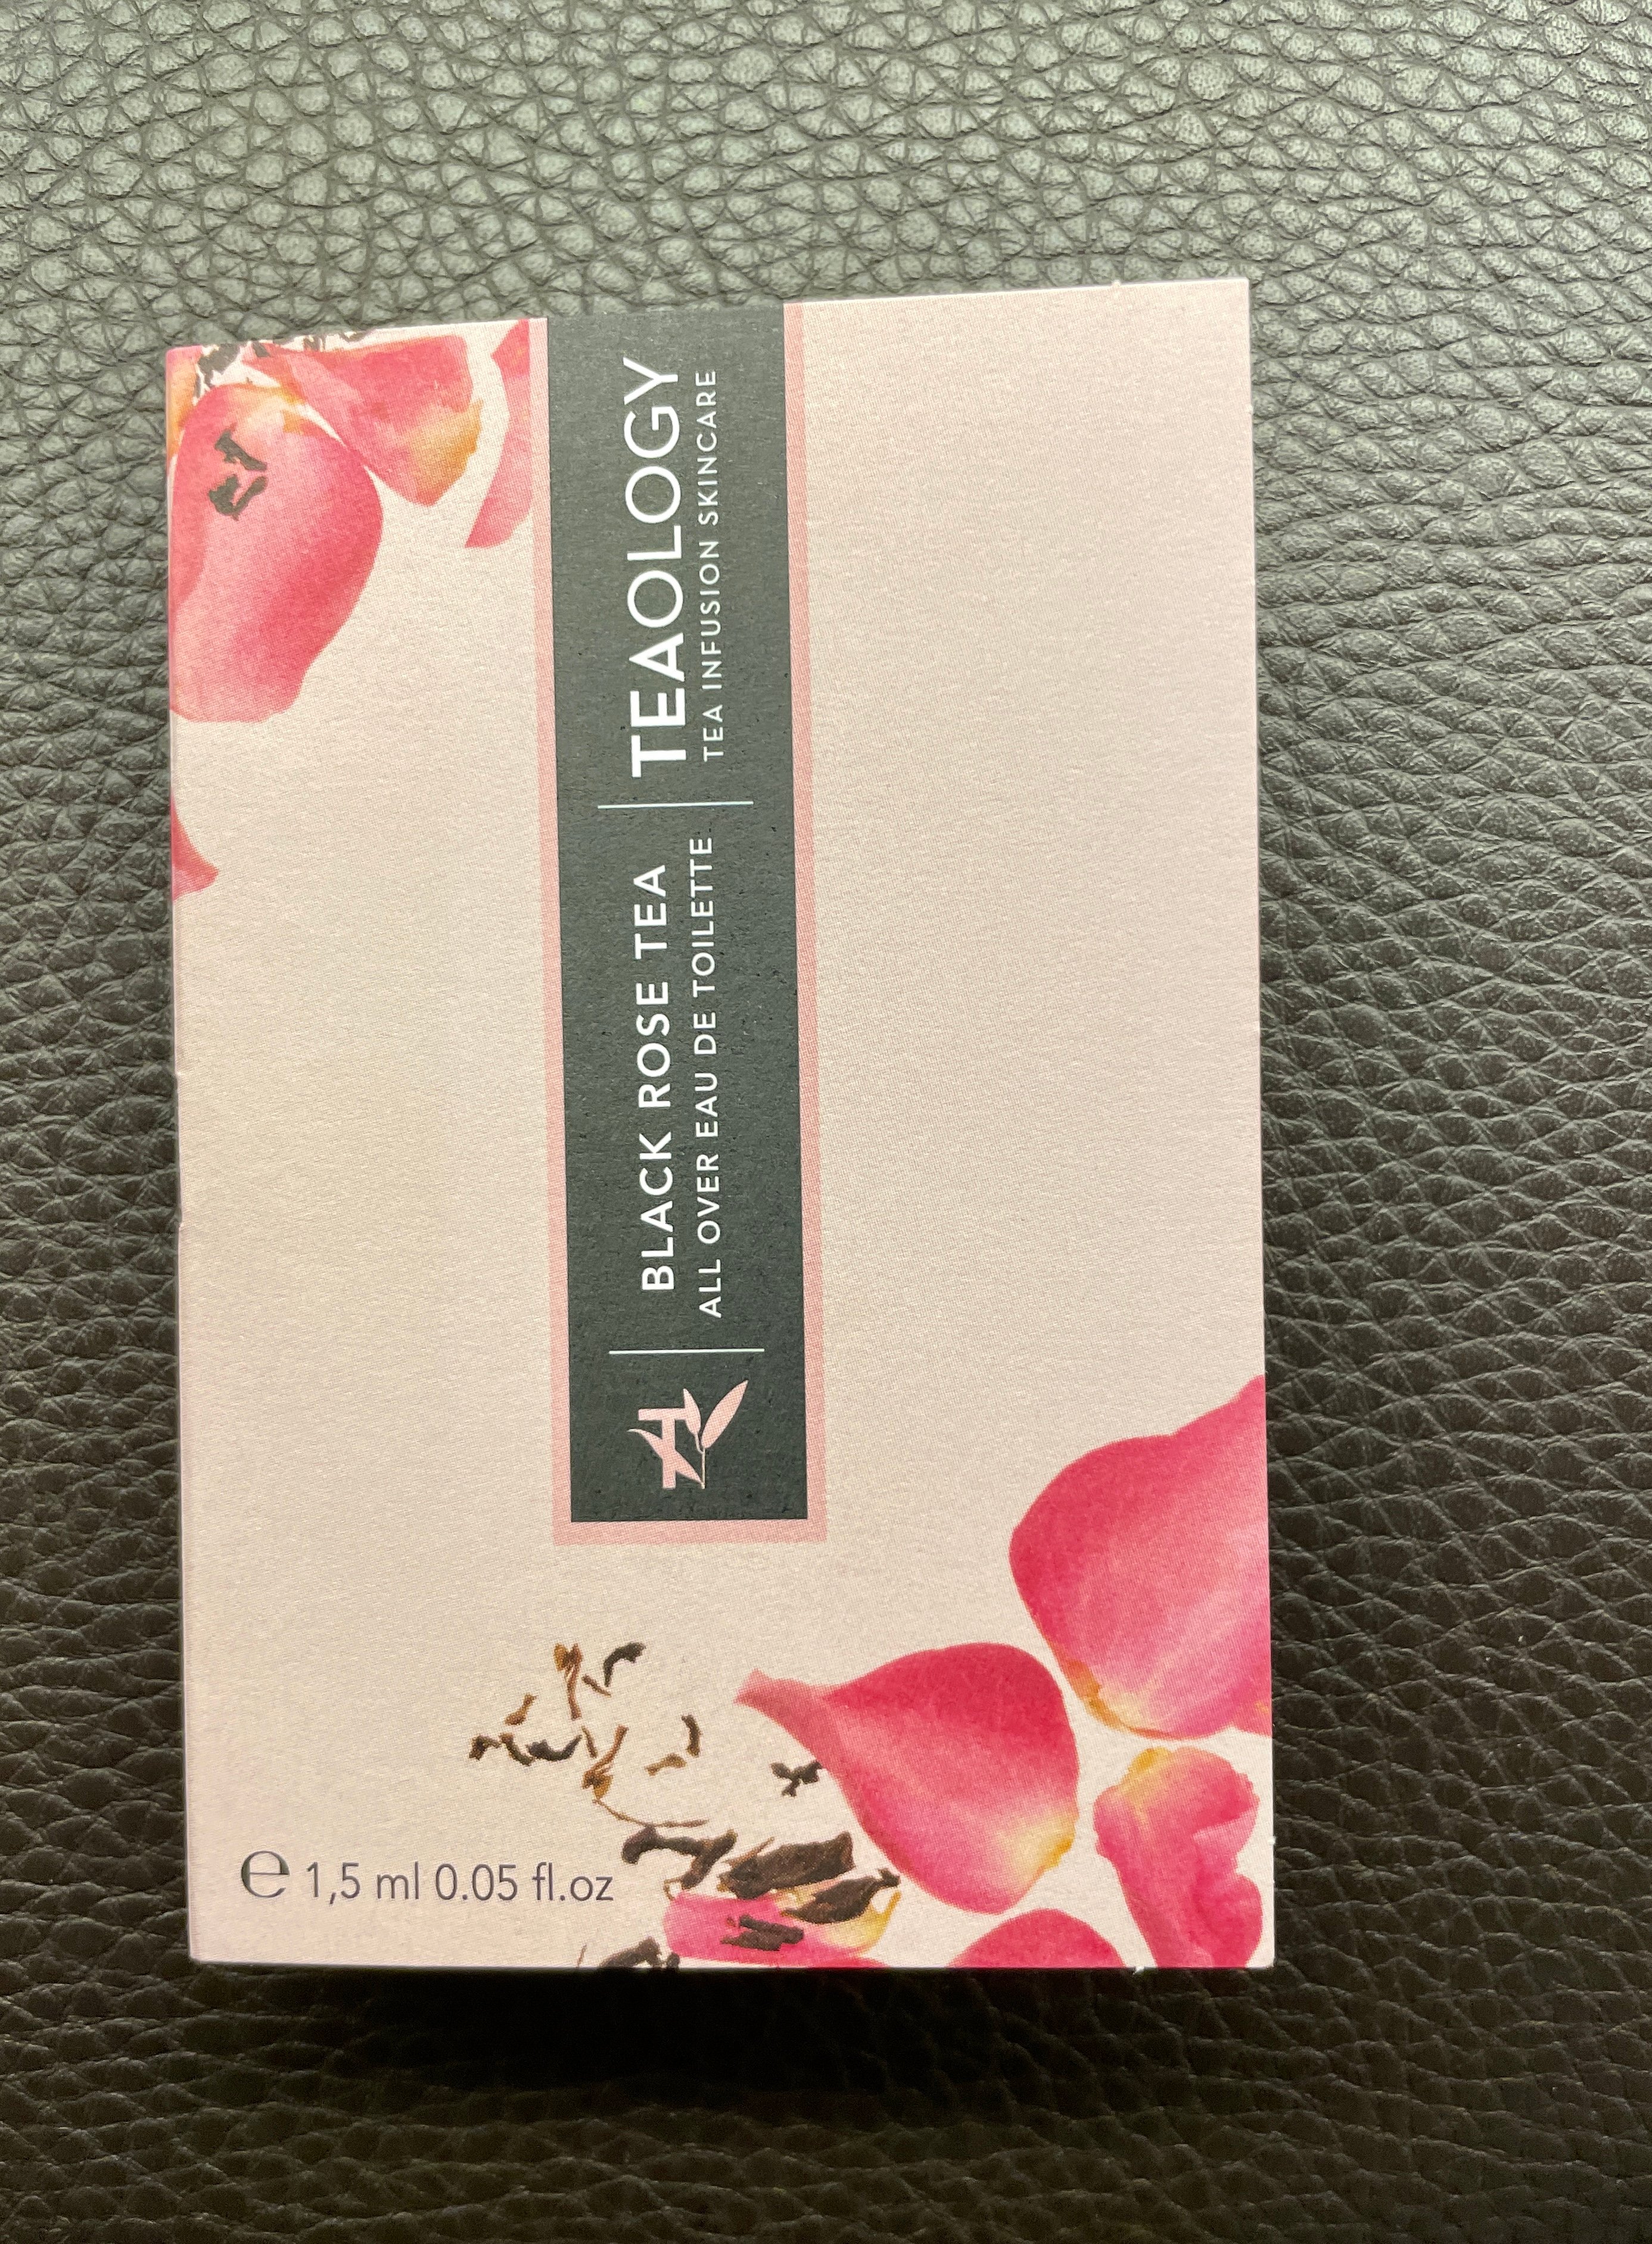 BLACK ROSE TEA
ALL OVER EAU DE TOILETTE
TEAOLOGY
TEA INFUSION SKINCARE
℮ 1,5 ml 0.05 fl.oz